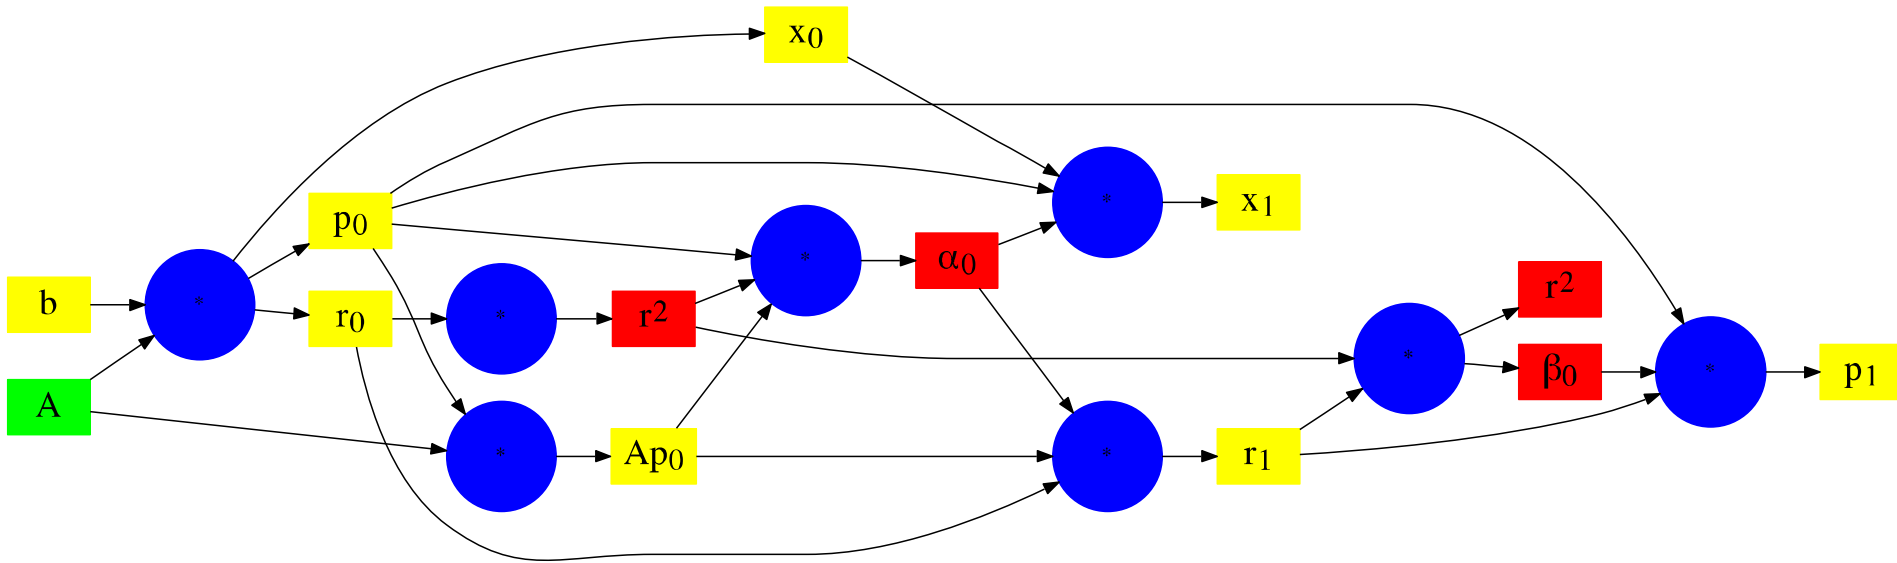 x₀
p₀
*
x₁
*
α₀
r²
b
*
r₀
*
r²
*
β₀
*
p₁
A
*
Ap₀
*
r₁